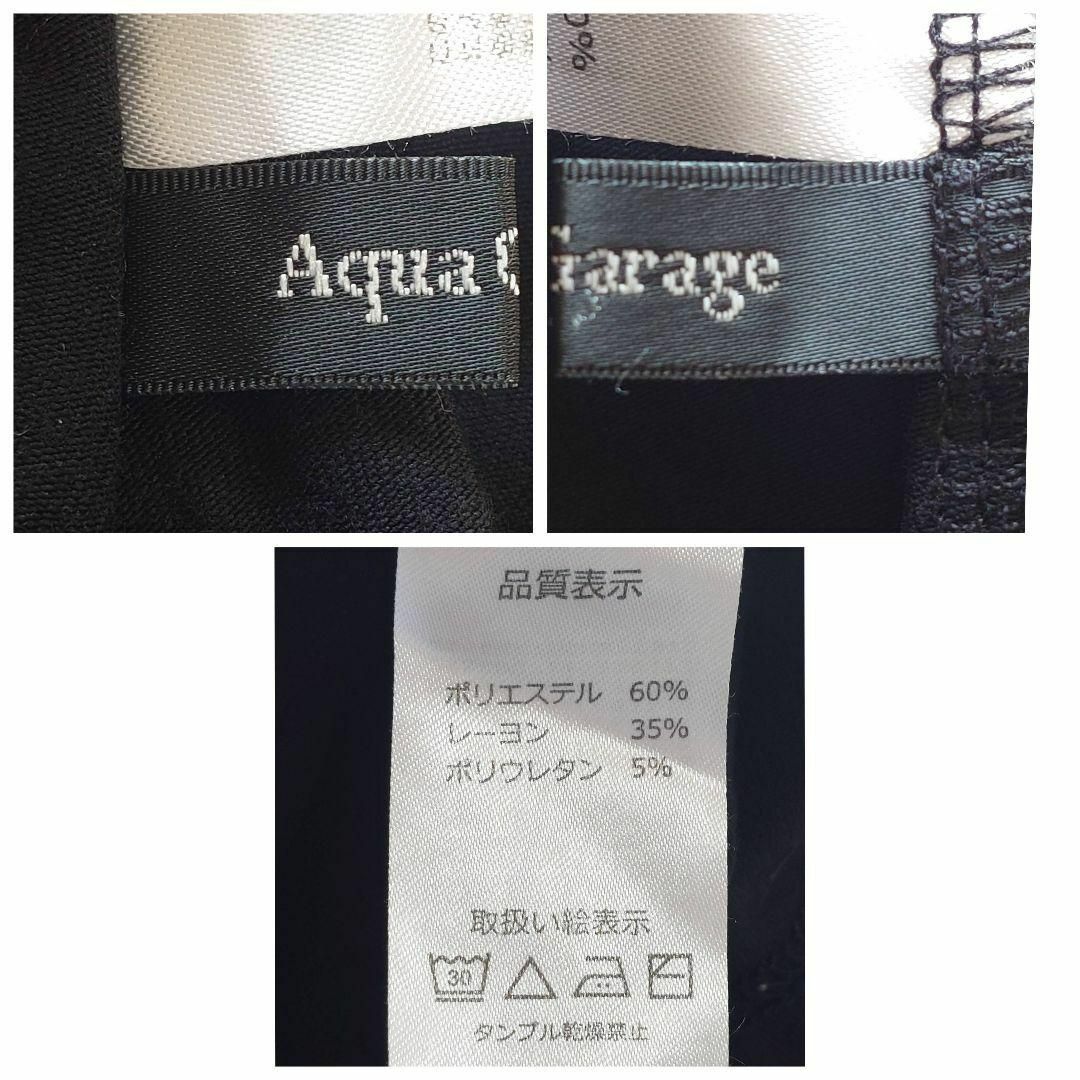 Aqua G
%
Garage
品質表示
ポリエステル 60%
レーヨン 35%
ポリウレタン 5%
取扱い絵表示
30
タンブル乾燥禁止